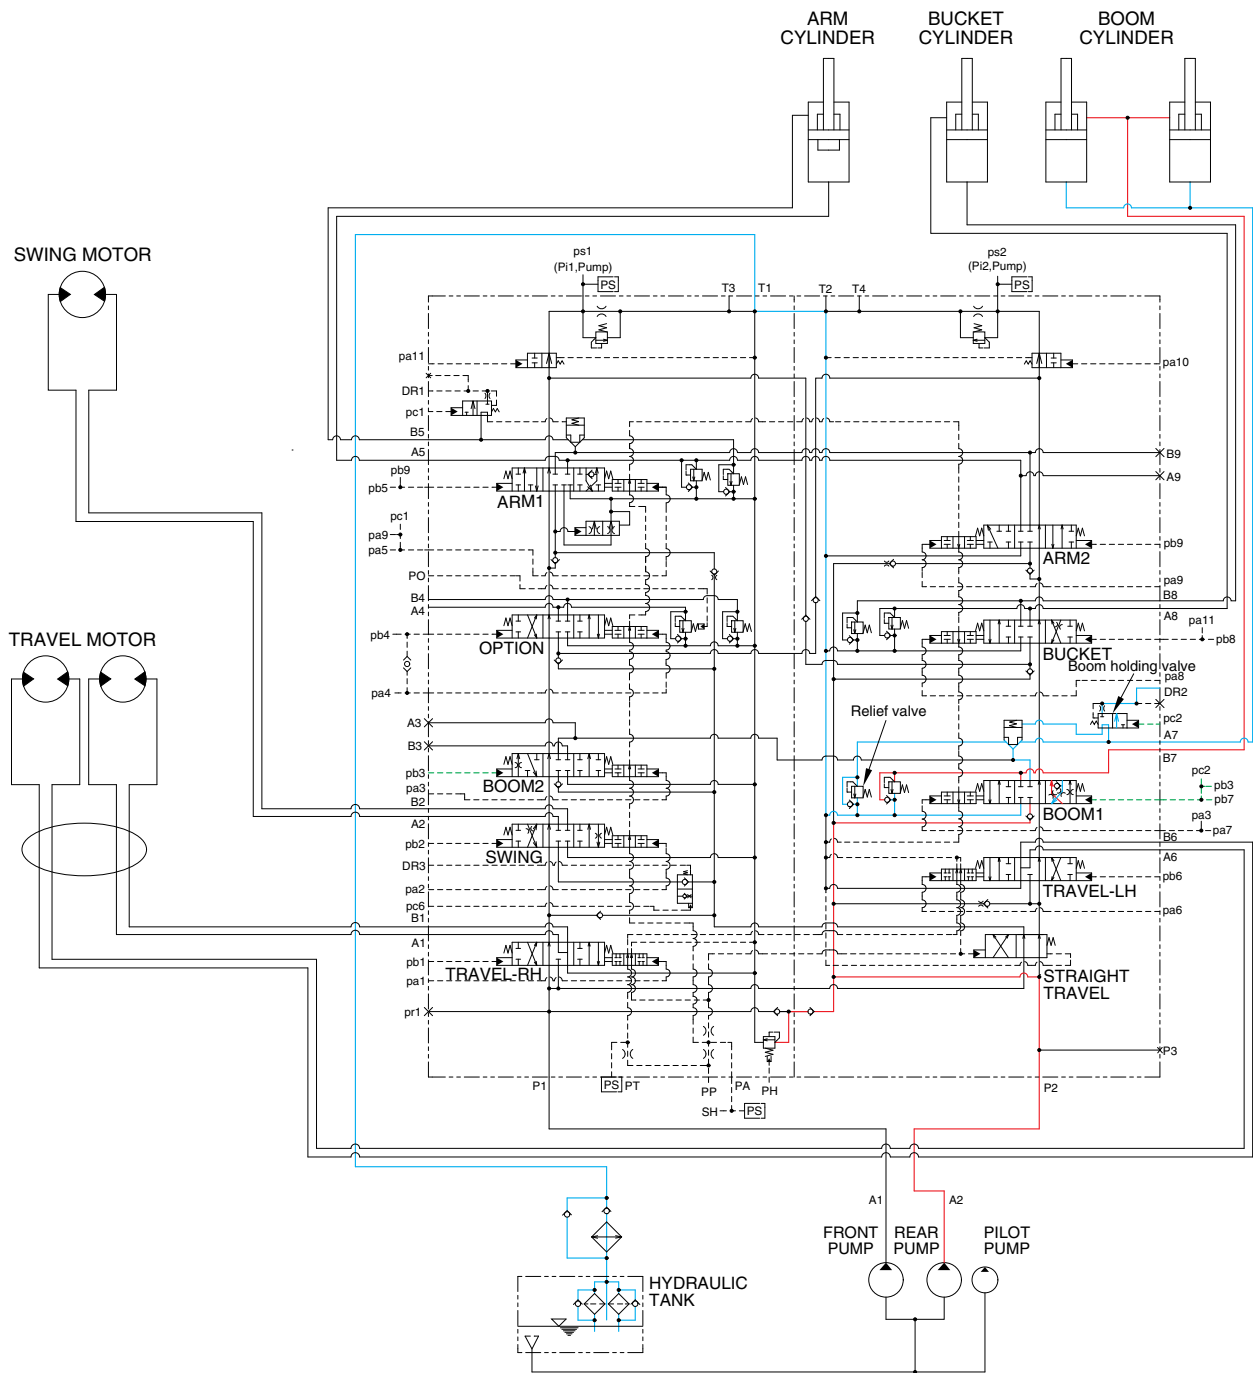 ARM
CYLINDER
BUCKET
CYLINDER
BOOM
CYLINDER
SWING MOTOR
TRAVEL MOTOR
ps1
(Pi1,Pump)
PS
ps2
(Pi2,Pump)
PS
T3
T1
T2
T4
pa11
DR1
pc1
B5
A5
pb9
pb5
ARM1
pc1
pa9
pa5
PO
B4
A4
pb4
OPTION
pa4
A3
B3
pb3
BOOM2
pa3
B2
A2
pb2
SWING
DR3
pa2
pc6
B1
A1
pb1
TRAVEL-RH
pa1
pr1
pa10
B9
A9
pb9
ARM2
pa9
B8
A8
pa11
pb8
BUCKET
Boom holding valve
pa8
DR2
pc2
A7
Relief valve
B7
pc2
pb3
pb7
BOOM1
pa3
pa7
B6
A6
TRAVEL-LH
pb6
pa6
STRAIGHT
TRAVEL
P3
P1
PS
PT
PP
PA
PH
P2
SH
PS
A1
A2
FRONT
PUMP
REAR
PUMP
PILOT
PUMP
HYDRAULIC
TANK